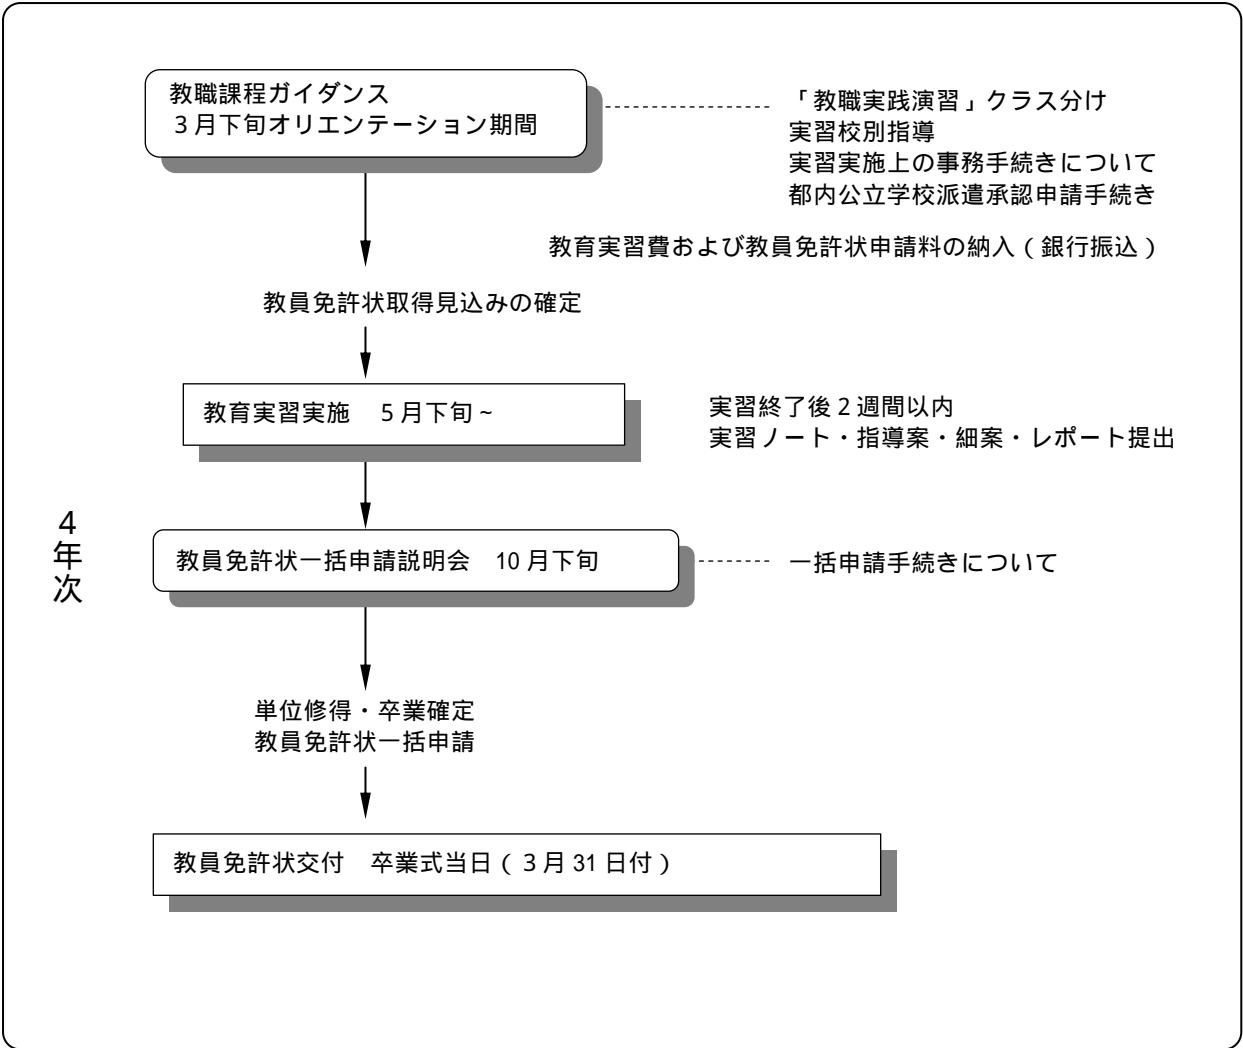 教職課程ガイダンス
３月下旬オリエンテーション期間
「教職実践演習」クラス分け
実習校別指導
実習実施上の事務手続きについて
都内公立学校派遣承認申請手続き
教育実習費および教員免許状申請料の納入（銀行振込）
教員免許状取得見込みの確定
教育実習実施　５月下旬~
実習終了後２週間以内
実習ノート・指導案・細案・レポート提出
４年次
教員免許状一括申請説明会　10月下旬
一括申請手続きについて
単位修得・卒業確定
教員免許状一括申請
教員免許状交付　卒業式当日（３月31日付）